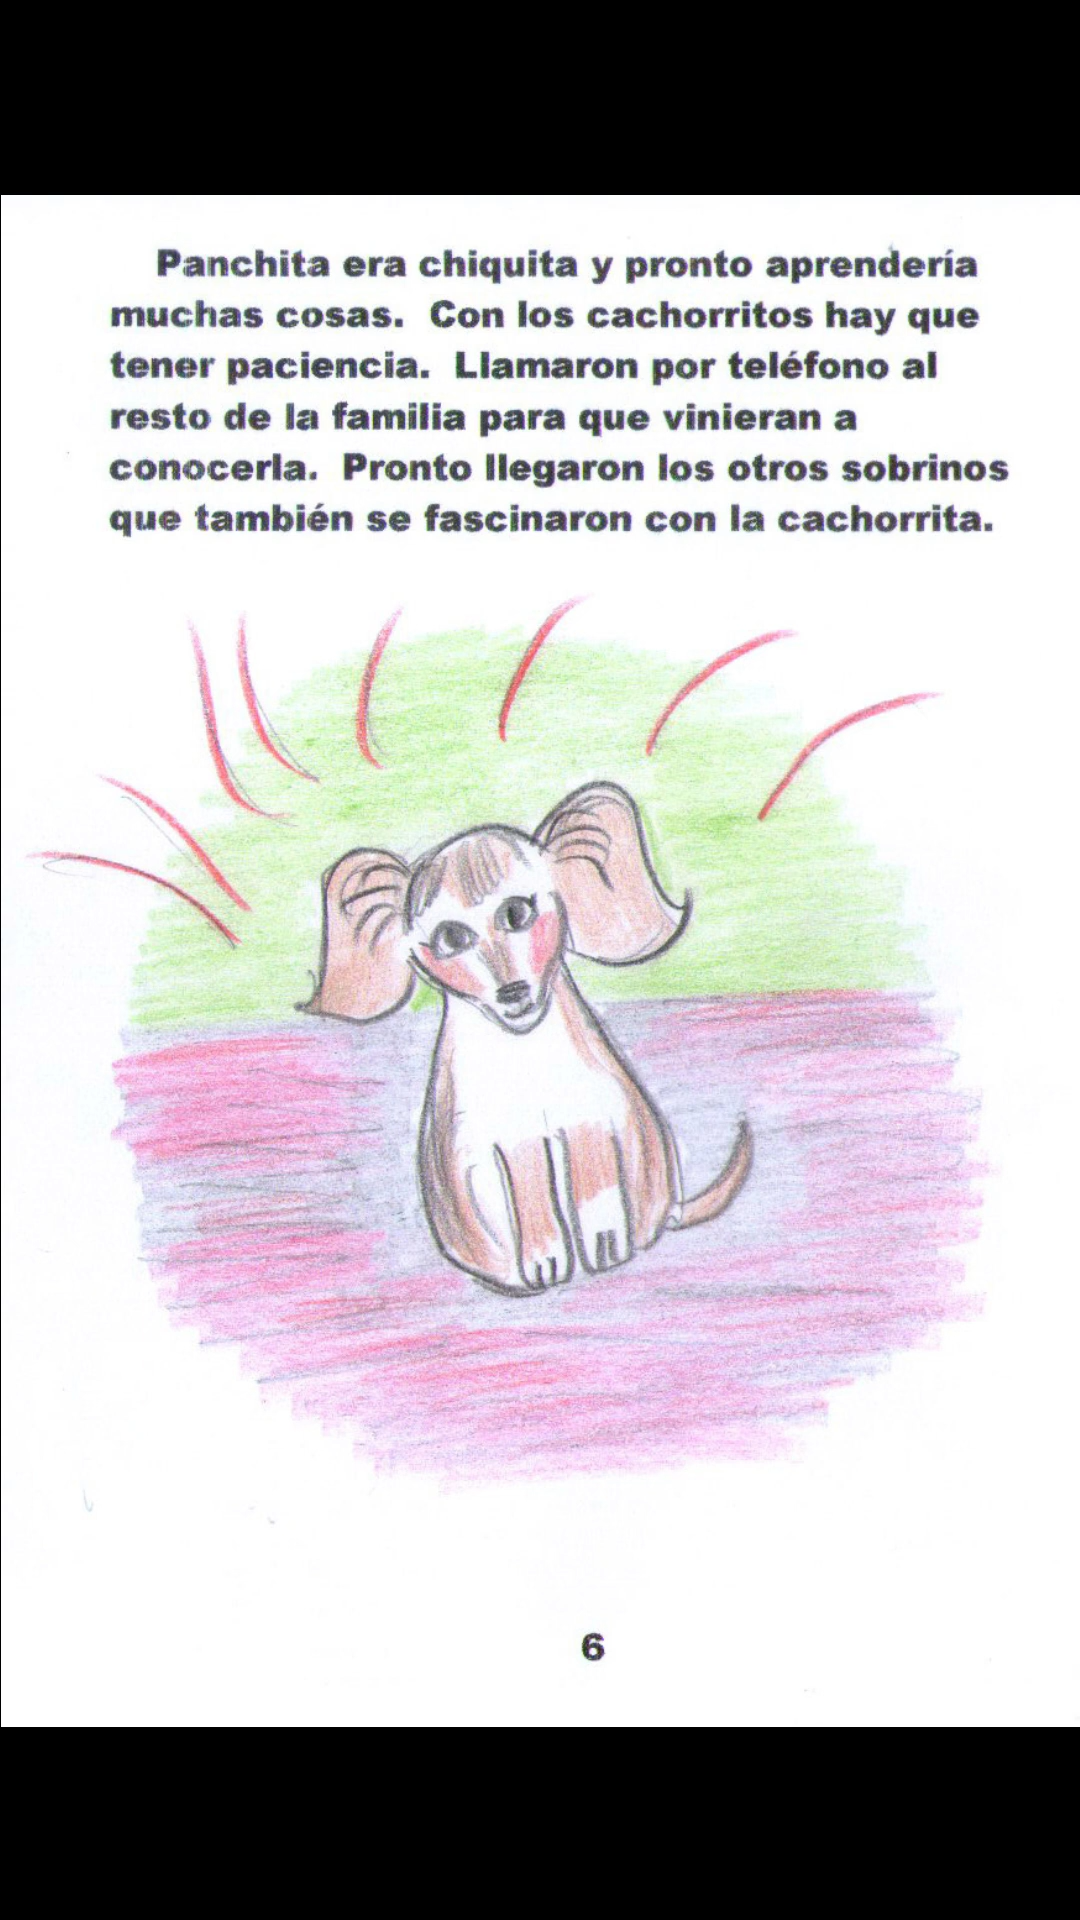 Panchita era chiquita y pronto aprendería
muchas cosas.  Con los cachorritos hay que
tener paciencia.  Llamaron por teléfono al
resto de la familia para que vinieran a
conocerla.  Pronto llegaron los otros sobrinos
que también se fascinaron con la cachorrita.
6